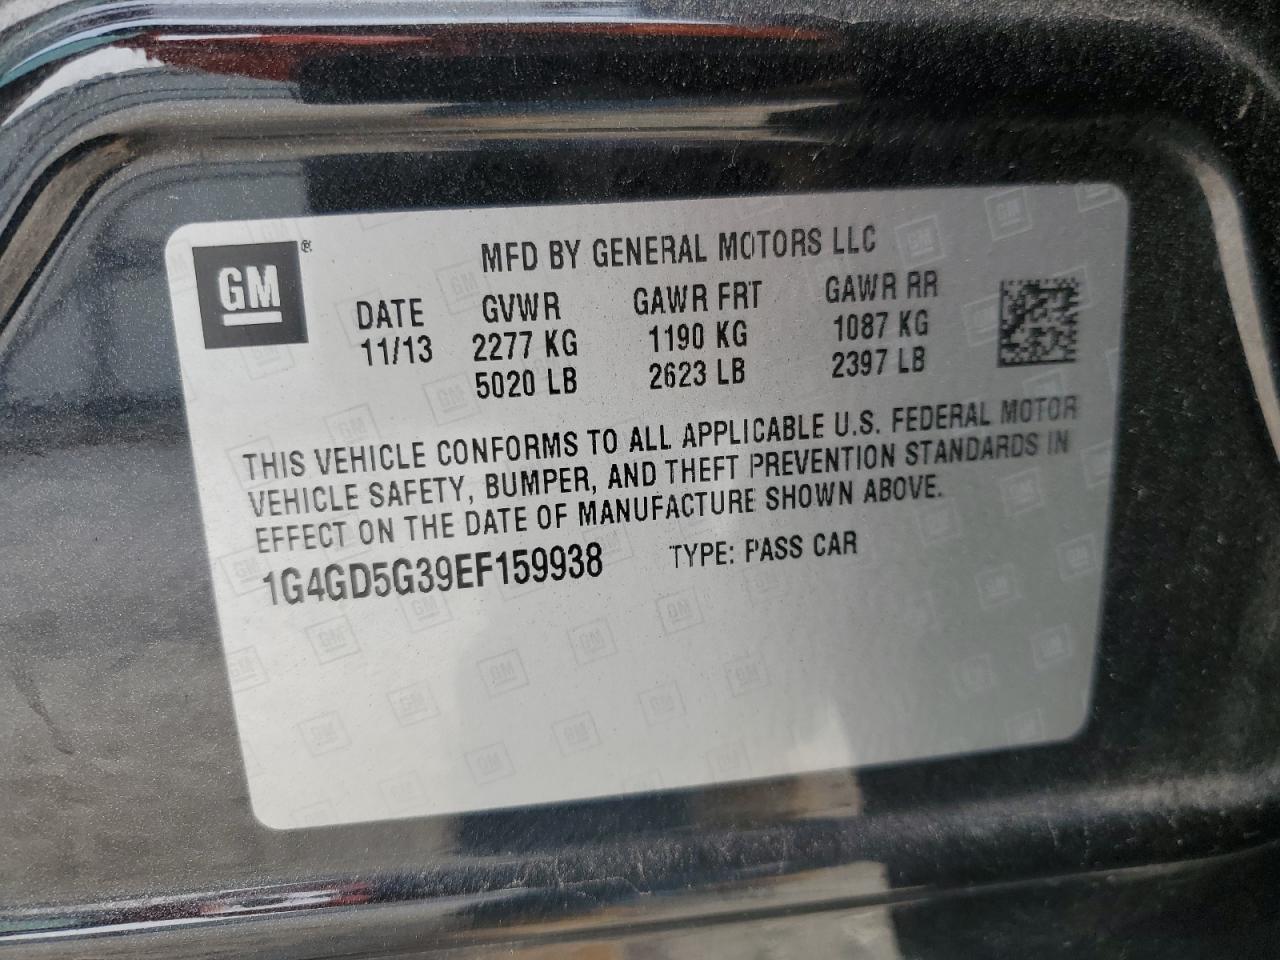 GM ®
MFD BY GENERAL MOTORS LLC
DATE GVWR GAWR FRT GAWR RR
11/13 2277 KG 1190 KG 1087 KG
5020 LB 2623 LB 2397 LB
THIS VEHICLE CONFORMS TO ALL APPLICABLE U.S. FEDERAL MOTOR
VEHICLE SAFETY, BUMPER, AND THEFT PREVENTION STANDARDS IN
EFFECT ON THE DATE OF MANUFACTURE SHOWN ABOVE.
1G4GD5G39EF159938 TYPE: PASS CAR